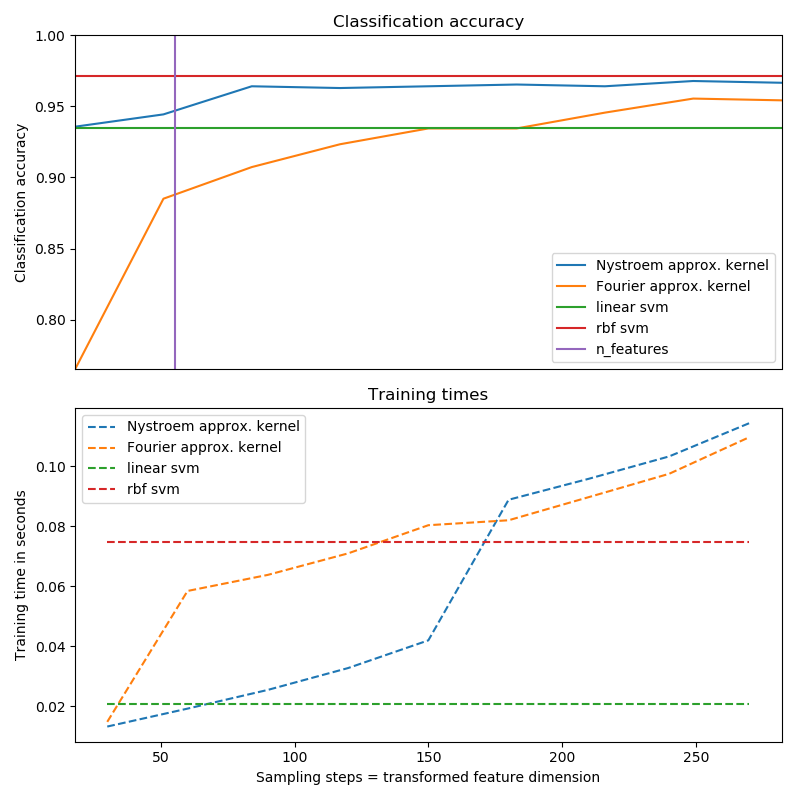 Classification accuracy
1.00
0.95
0.90
0.85
0.80
Classification accuracy
Nystroem approx. kernel
Fourier approx. kernel
linear svm
rbf svm
n_features
Training times
Nystroem approx. kernel
Fourier approx. kernel
linear svm
rbf svm
0.10
0.08
0.06
0.04
0.02
Training time in seconds
50 100 150 200 250
Sampling steps = transformed feature dimension